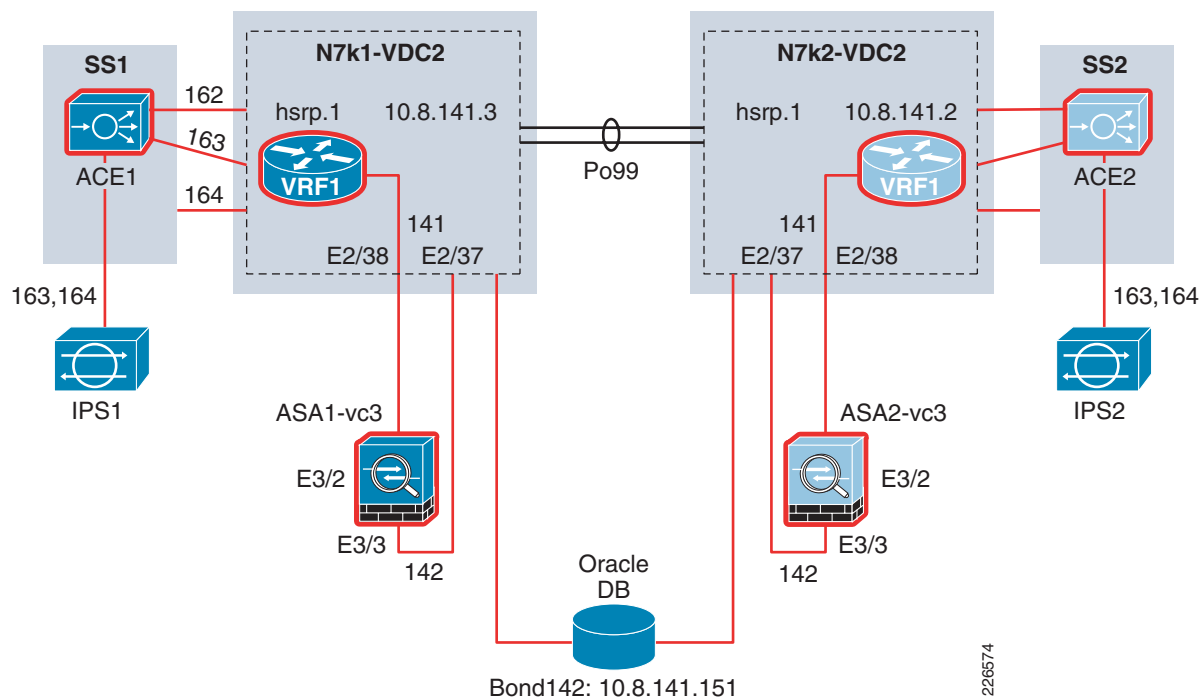 N7k1-VDC2
N7k2-VDC2
SS1
SS2
162
hsrp.1
10.8.141.3
hsrp.1
10.8.141.2
163
VRF1
Po99
VRF1
ACE1
ACE2
164
141
141
E2/38
E2/37
E2/37
E2/38
163,164
163,164
IPS1
IPS2
ASA1-vc3
ASA2-vc3
E3/2
E3/2
E3/3
E3/3
142
142
Oracle
DB
Bond142: 10.8.141.151
226574